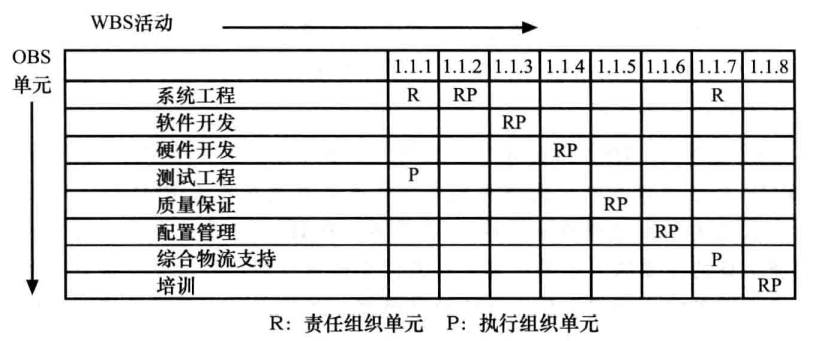 WBS活动
OBS
单元
1.1.1 1.1.2 1.1.3 1.1.4 1.1.5 1.1.6 1.1.7 1.1.8
系统工程 R RP R
软件开发 RP
硬件开发 RP
测试工程 P
质量保证 RP
配置管理 RP
综合物流支持 P
培训 RP
R: 责任组织单元 P: 执行组织单元